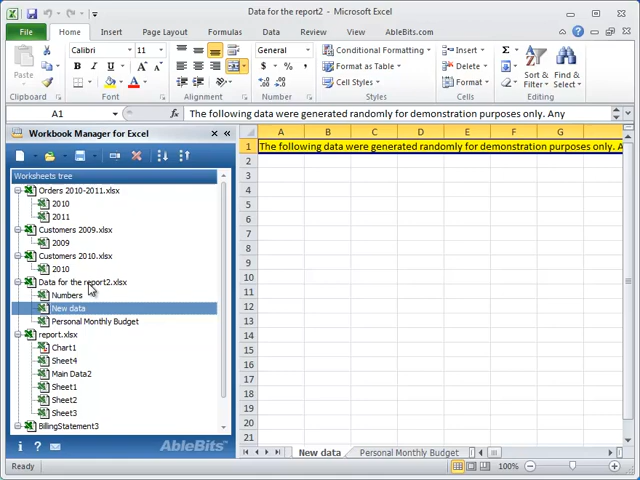 Data for the report2 - Microsoft Excel
File Home Insert Page Layout Formulas Data Review View AbleBits.com
Paste
Clipboard
Calibri 11
B I U
Font
Alignment
General
$ % ,
Number
Conditional Formatting
Format as Table
Cell Styles
Styles
Insert
Delete
Format
Cells
Σ
Sort & Filter
Find & Select
Editing
A1 fx The following data were generated randomly for demonstration purposes only. Any
Workbook Manager for Excel
Worksheets tree
Orders 2010-2011.xlsx
2010
2011
Customers 2009.xlsx
2009
Customers 2010.xlsx
2010
Data for the report2.xlsx
Numbers
New data
Personal Monthly Budget
report.xlsx
Chart1
Sheet4
Main Data2
Sheet1
Sheet2
Sheet3
BillingStatement3
AbleBits
A B C D E F G
1 The following data were generated randomly for demonstration purposes only. A
2
3
4
5
6
7
8
9
10
11
12
13
14
15
16
17
18
19
20
21
New data Personal Monthly Budget
Ready 100%